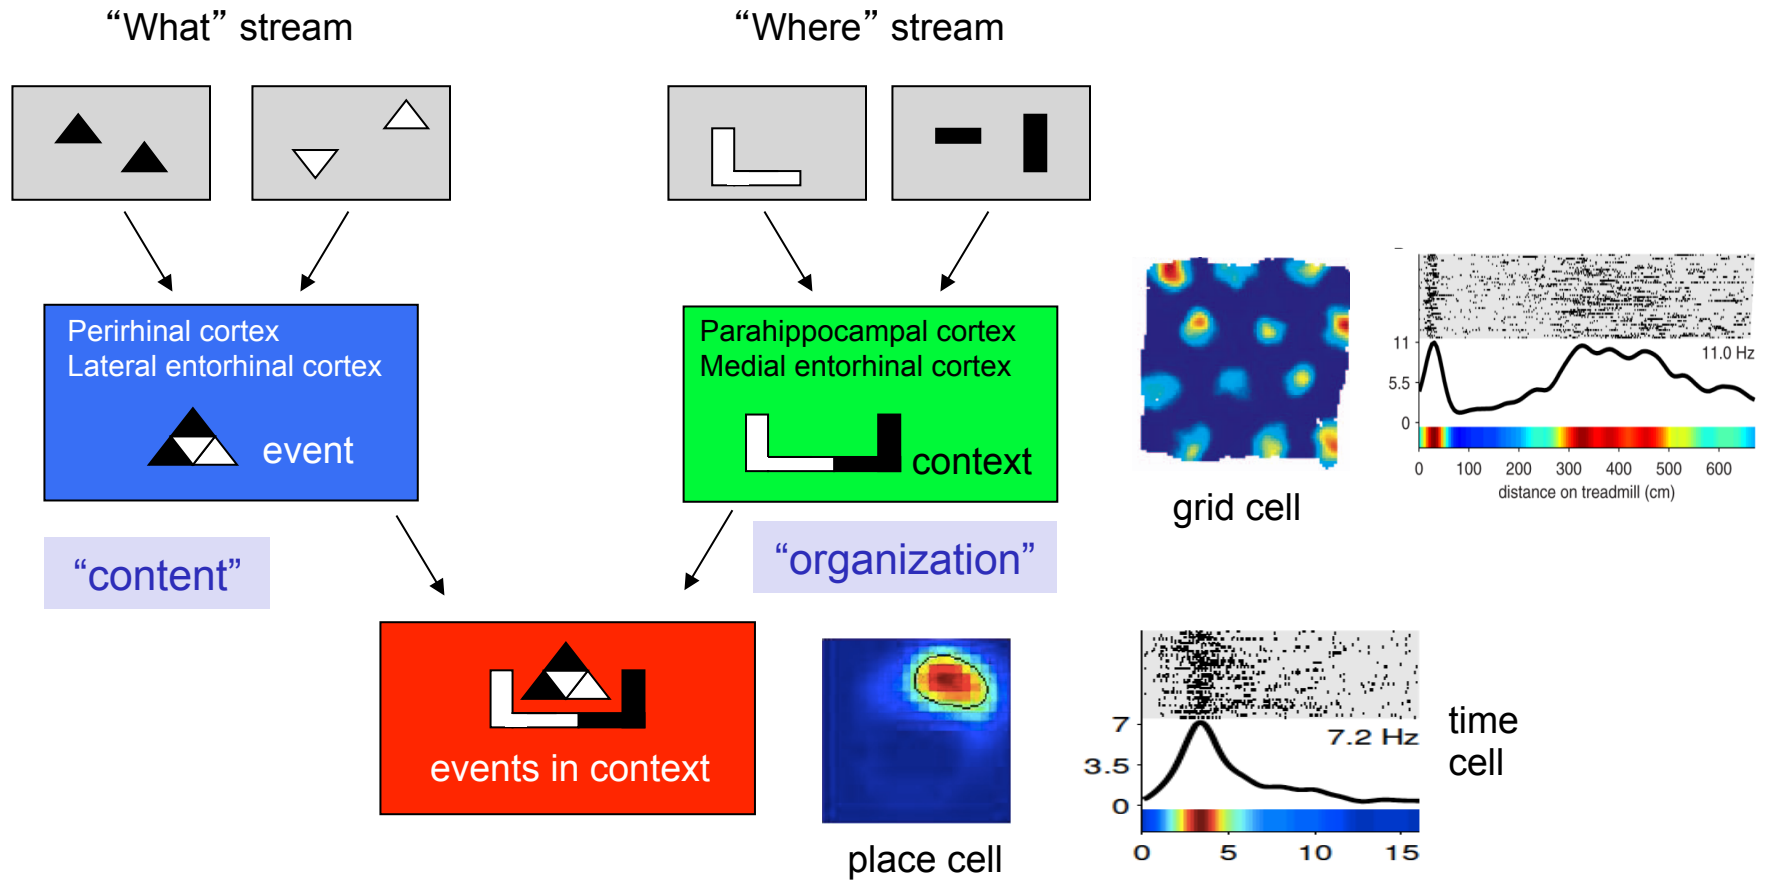 “What” stream
“Where” stream
Perirhinal cortex
Lateral entorhinal cortex
event
Parahippocampal cortex
Medial entorhinal cortex
context
grid cell
11
5.5
0
11.0 Hz
0 100 200 300 400 500 600
distance on treadmill (cm)
“content”
“organization”
events in context
place cell
7
3.5
0
7.2 Hz
0 5 10 15
time
cell